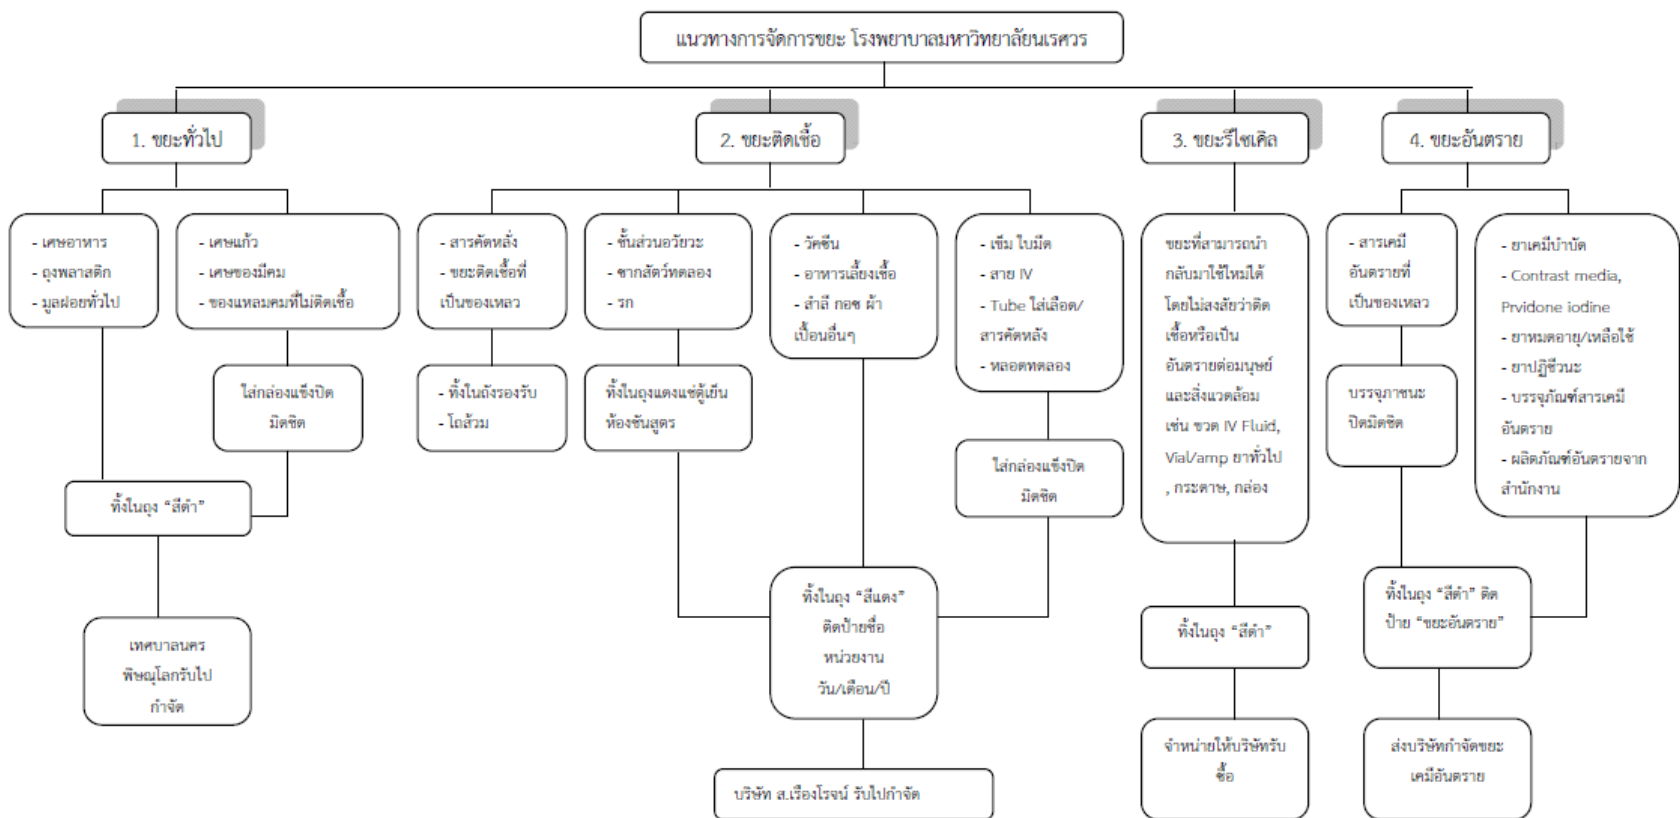 แนวทางการจัดการขยะ โรงพยาบาลมหาวิทยาลัยนเรศวร
1. ขยะทั่วไป
2. ขยะติดเชื้อ
3. ขยะรีไซเคิล
4. ขยะอันตราย
- เศษอาหาร
- ถุงพลาสติก
- มูลฝอยทั่วไป
- เศษแก้ว
- เศษของมีคม
- ของแหลมคมที่ไม่ติดเชื้อ
- สารคัดหลั่ง
- ขยะติดเชื้อที่
เป็นของเหลว
- ชิ้นส่วนอวัยวะ
- ซากสัตว์ทดลอง
- รก
- วัคซีน
- อาหารเลี้ยงเชื้อ
- สำลี กอซ ผ้า
เปื้อนอื่นๆ
- เข็ม ใบมีด
- สาย IV
- Tube ใส่เลือด/
สารคัดหลัง
- หลอดทดลอง
ขยะที่สามารถนำ
กลับมาใช้ใหม่ได้
โดยไม่สงสัยว่าติด
เชื้อหรือเป็น
อันตรายต่อมนุษย์
และสิ่งแวดล้อม
เช่น ขวด IV Fluid,
Vial/amp ยาทั่วไป
, กระดาษ, กล่อง
- สารเคมี
อันตรายที่
เป็นของเหลว
- ยาเคมีบำบัด
- Contrast media,
Prvidone iodine
- ยาหมดอายุ/เหลือใช้
- ยาปฏิชีวนะ
- บรรจุภัณฑ์สารเคมี
อันตราย
- ผลิตภัณฑ์อันตรายจาก
สำนักงาน
ใส่กล่องแข็งปิด
มิดชิด
- ทิ้งในถังรองรับ
- โถส้วม
ทิ้งในถุงแดงแช่ตู้เย็น
ห้องชันสูตร
ใส่กล่องแข็งปิด
มิดชิด
บรรจุภาชนะ
ปิดมิดชิด
ทิ้งในถุง "สีดำ"
ทิ้งในถุง "สีแดง"
ติดป้ายชื่อ
หน่วยงาน
วัน/เดือน/ปี
ทิ้งในถุง "สีดำ"
ทิ้งในถุง "สีดำ" ติด
ป้าย "ขยะอันตราย"
เทศบาลนคร
พิษณุโลกรับไป
กำจัด
บริษัท ส.เรืองโรจน์ รับไปกำจัด
จำหน่ายให้บริษัทรับ
ซื้อ
ส่งบริษัทกำจัดขยะ
เคมีอันตราย